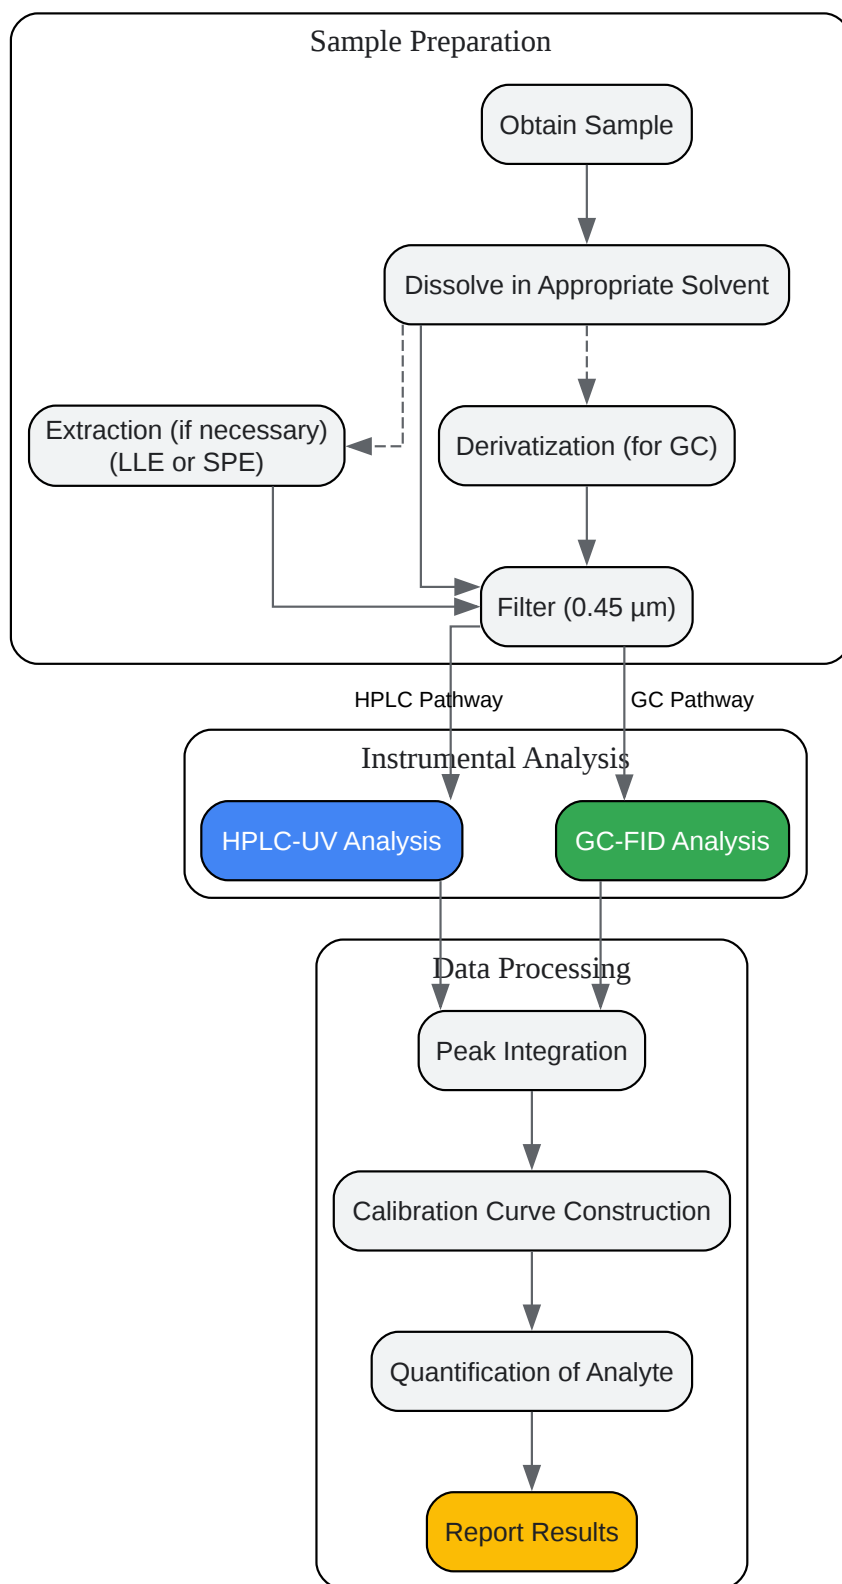 Sample Preparation
Obtain Sample
Dissolve in Appropriate Solvent
Extraction (if necessary)
(LLE or SPE)
Derivatization (for GC)
Filter (0.45 µm)
HPLC Pathway
GC Pathway
Instrumental Analysis
HPLC-UV Analysis
GC-FID Analysis
Data Processing
Peak Integration
Calibration Curve Construction
Quantification of Analyte
Report Results